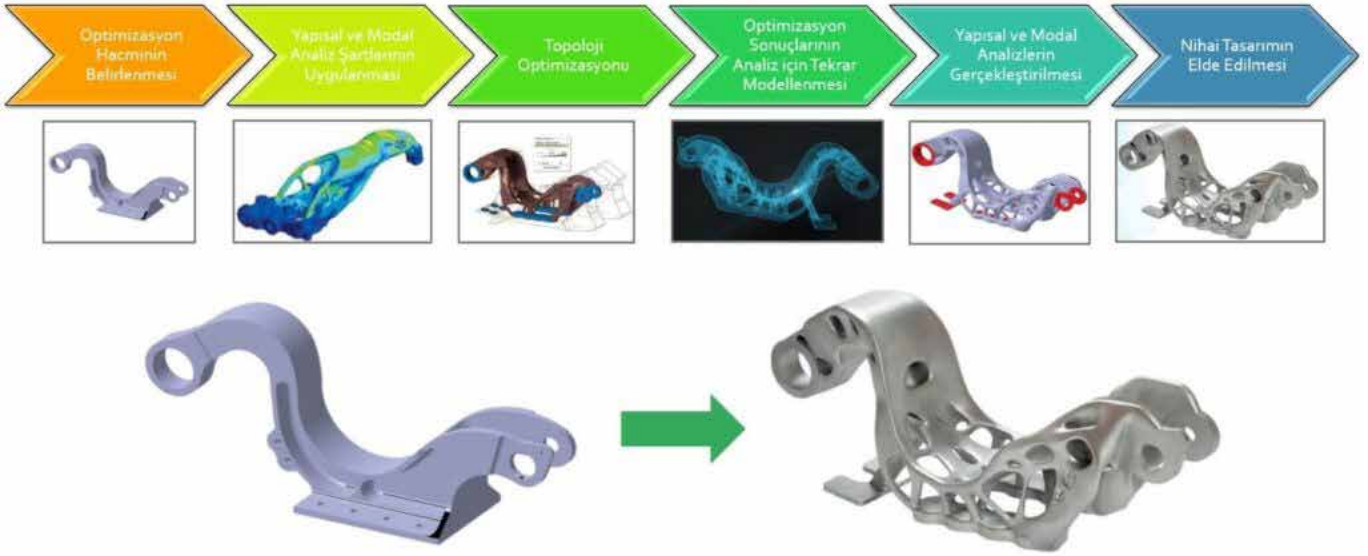 Optimizasyon
Hacminin
Belirlenmesi
Yapısal ve Modal
Analiz Şartlarının
Uygulanması
Topoloji
Optimizasyonu
Optimizasyon
Sonuçlarının
Analiz için Tekrar
Modellenmesi
Yapısal ve Modal
Analizlerin
Gerçekleştirilmesi
Nihai Tasarımın
Elde Edilmesi